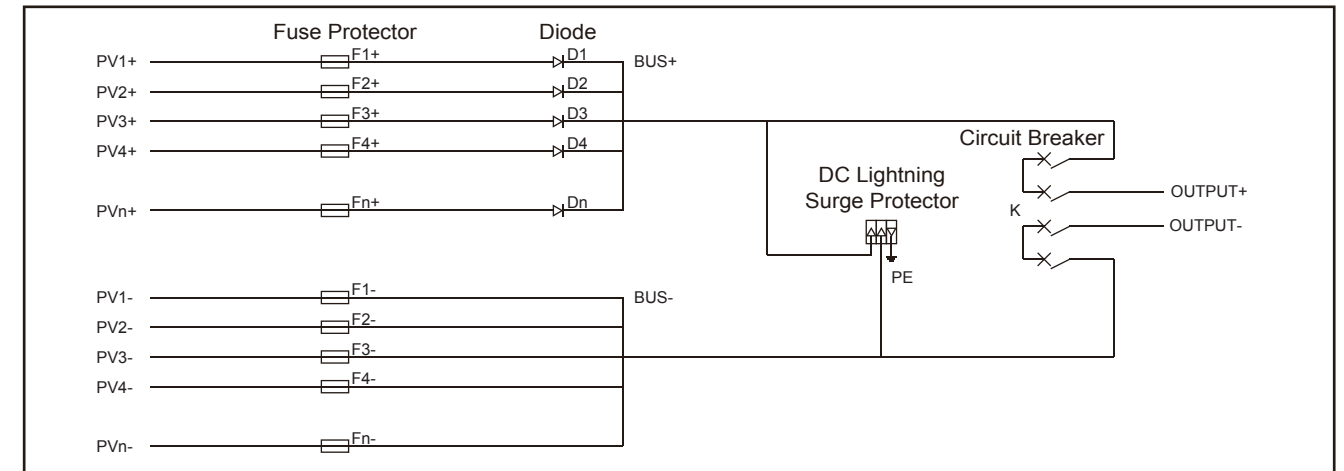 Fuse Protector
Diode
PV1+
F1+
D1
BUS+
PV2+
F2+
D2
PV3+
F3+
D3
PV4+
F4+
D4
PVn+
Fn+
Dn
Circuit Breaker
DC Lightning
Surge Protector
K
OUTPUT+
OUTPUT-
PE
PV1-
F1-
BUS-
PV2-
F2-
PV3-
F3-
PV4-
F4-
PVn-
Fn-